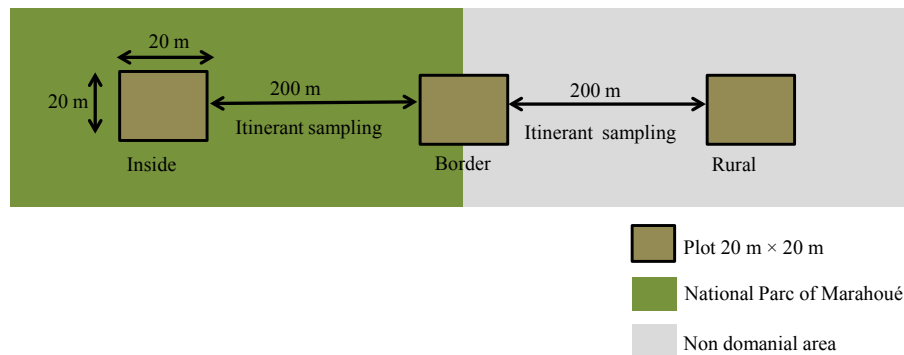 20 m
20 m
200 m
200 m
Itinerant sampling
Itinerant sampling
Inside
Border
Rural
Plot 20 m × 20 m
National Parc of Marahoué
Non domanial area